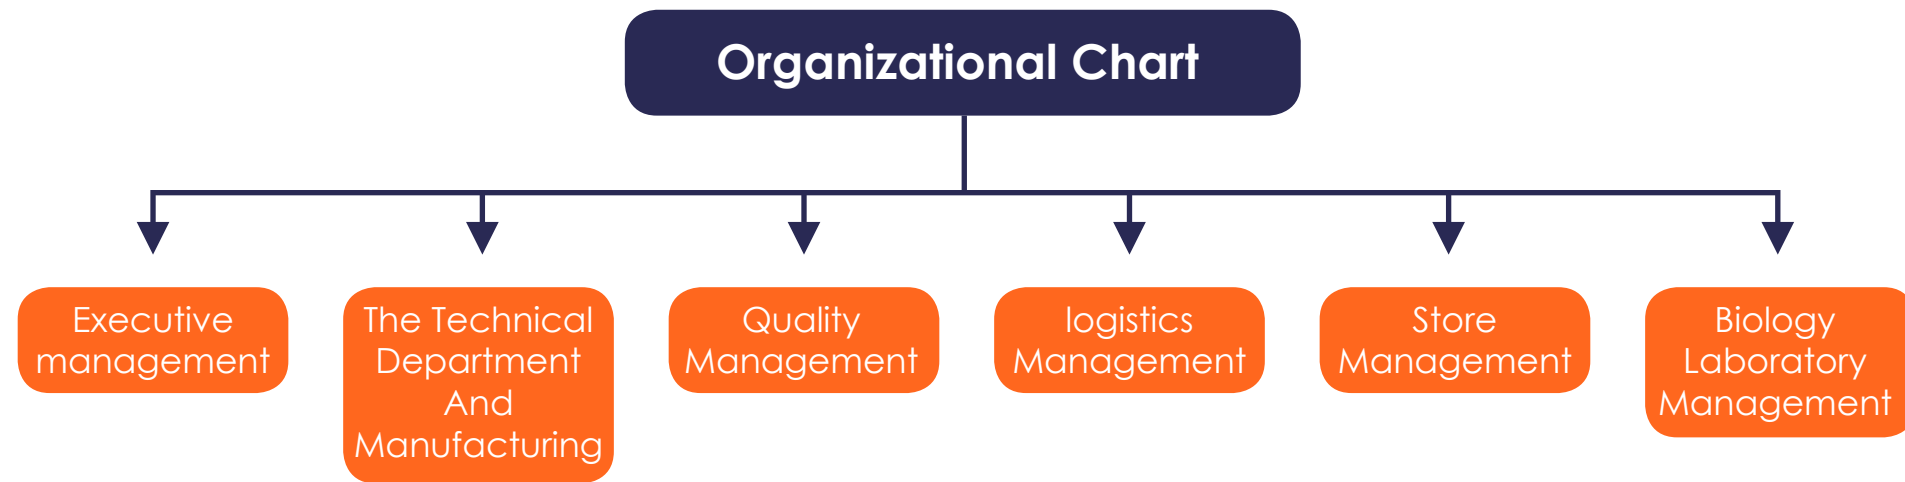 Organizational Chart
Executive
management
The Technical
Department
And
Manufacturing
Quality
Management
logistics
Management
Store
Management
Biology
Laboratory
Management